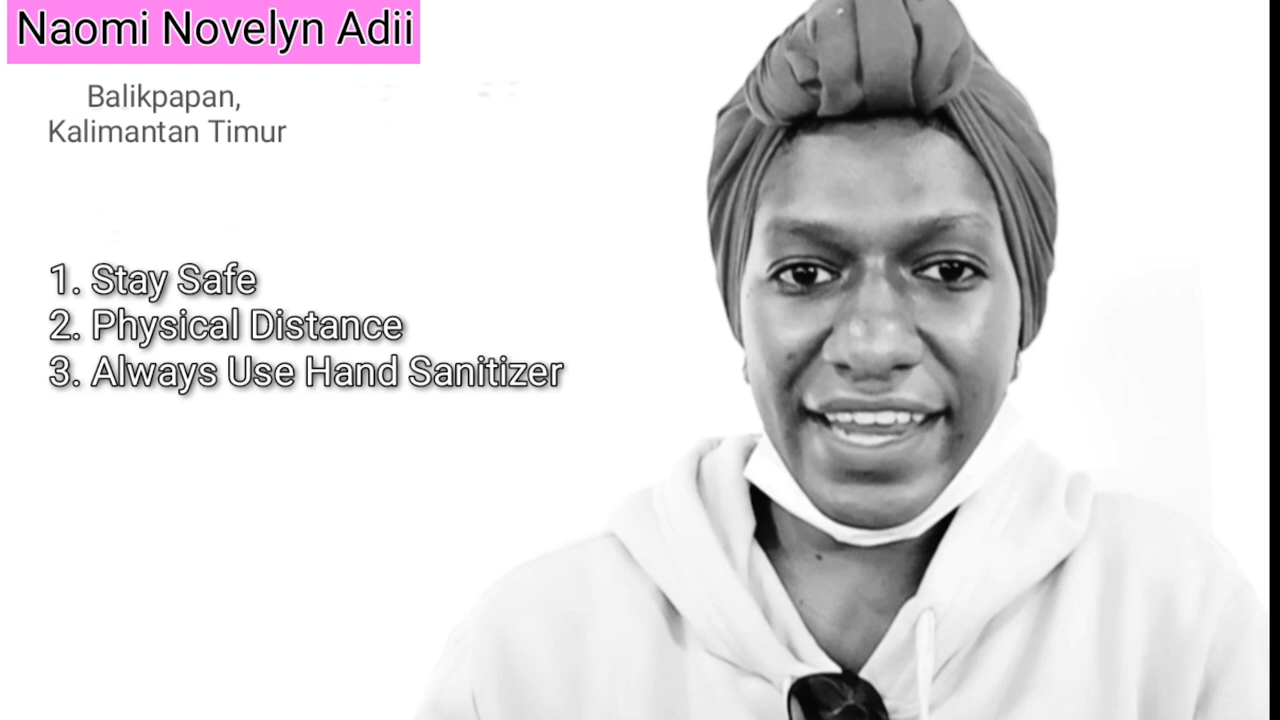 Naomi Novelyn Adii
Balikpapan,
Kalimantan Timur
1. Stay Safe
2. Physical Distance
3. Always Use Hand Sanitizer